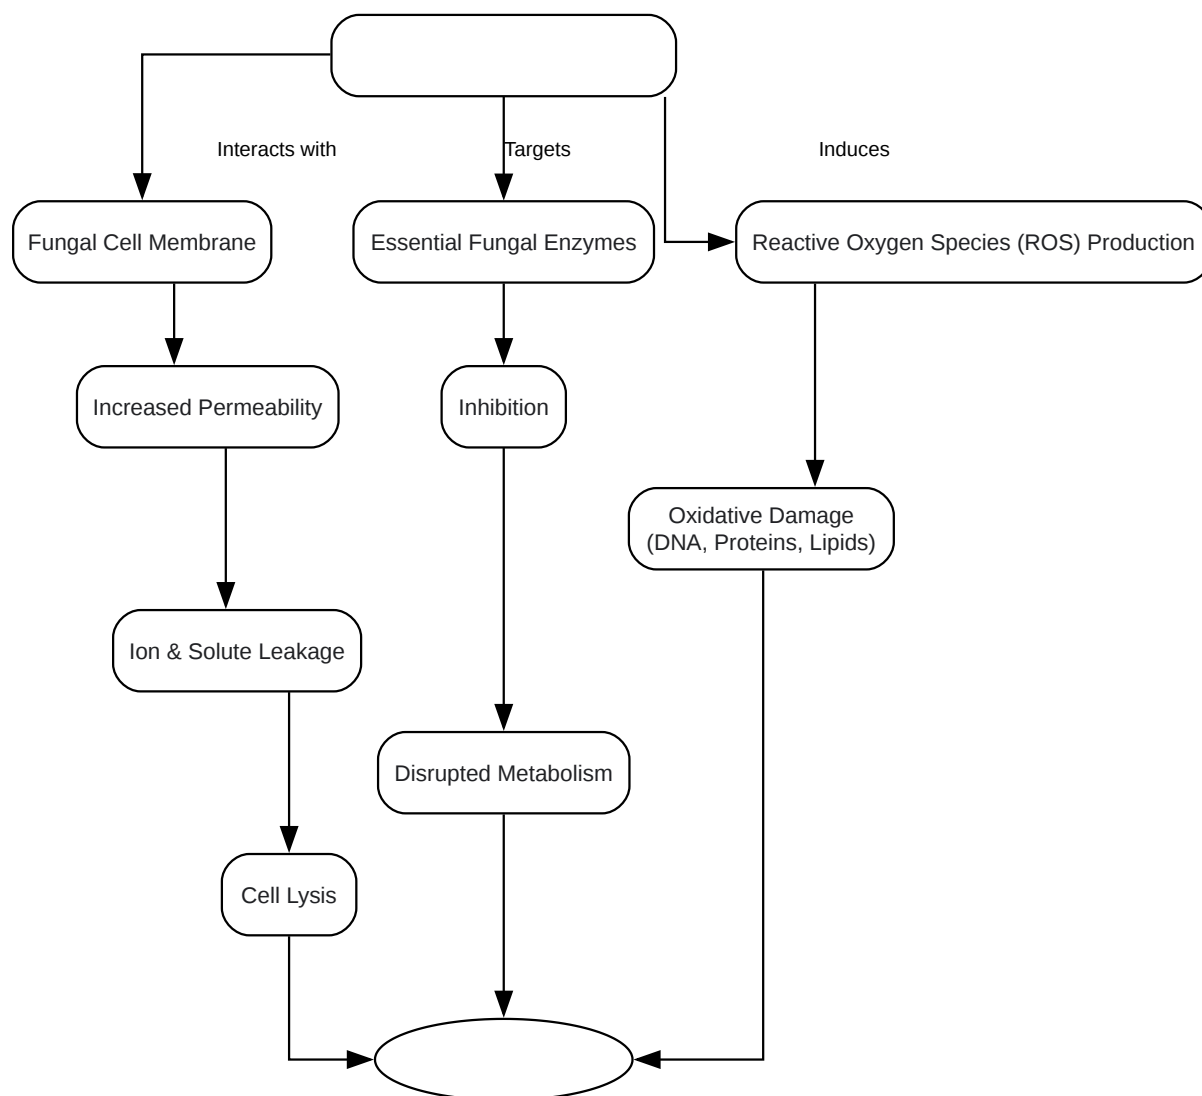 Interacts with
Targets
Induces
Fungal Cell Membrane
Essential Fungal Enzymes
Reactive Oxygen Species (ROS) Production
Increased Permeability
Inhibition
Oxidative Damage
(DNA, Proteins, Lipids)
Ion & Solute Leakage
Disrupted Metabolism
Cell Lysis